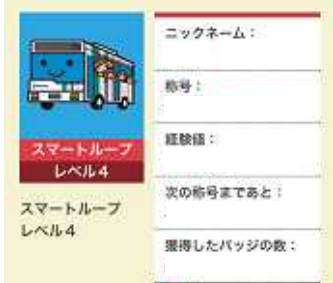 スマートループ
レベル4
スマートループ
レベル4
ニックネーム：
称号：
経験値：
次の称号まであと：
獲得したバッジの数：